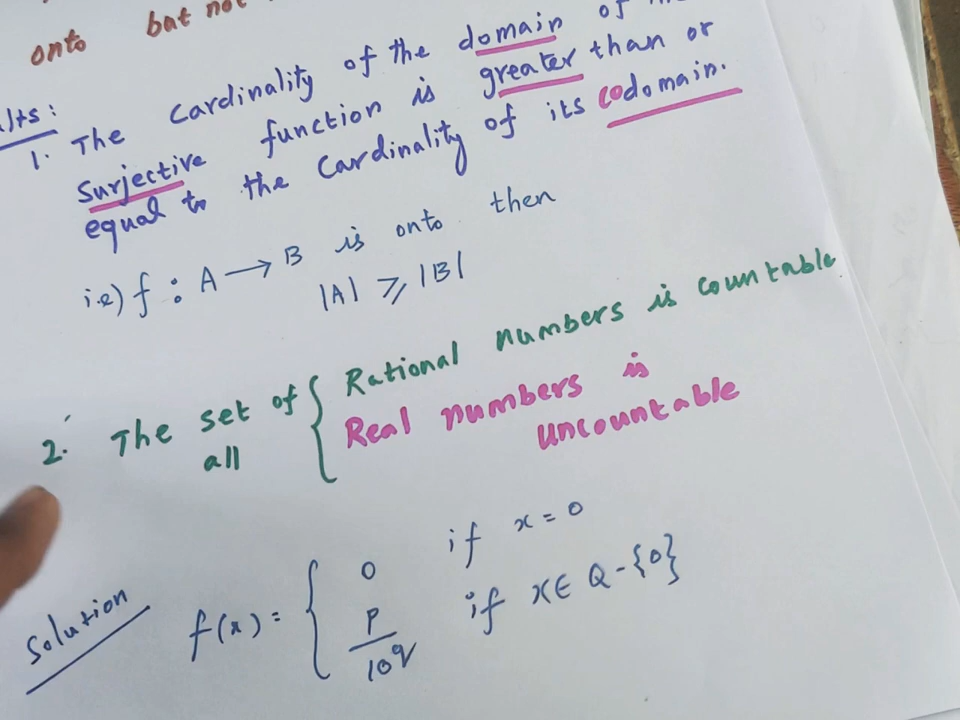 onto but not
1. The cardinality of the domain of
Surjective function is greater than or
equal to the cardinality of its codomain.
i.e) f : A → B is onto then
|A| ⩾ |B|
2. The set of all { Rational numbers is countable
Real numbers is
uncountable
Solution f(x) = { 0 if x = 0
p/10^q if x ∈ Q - {0}